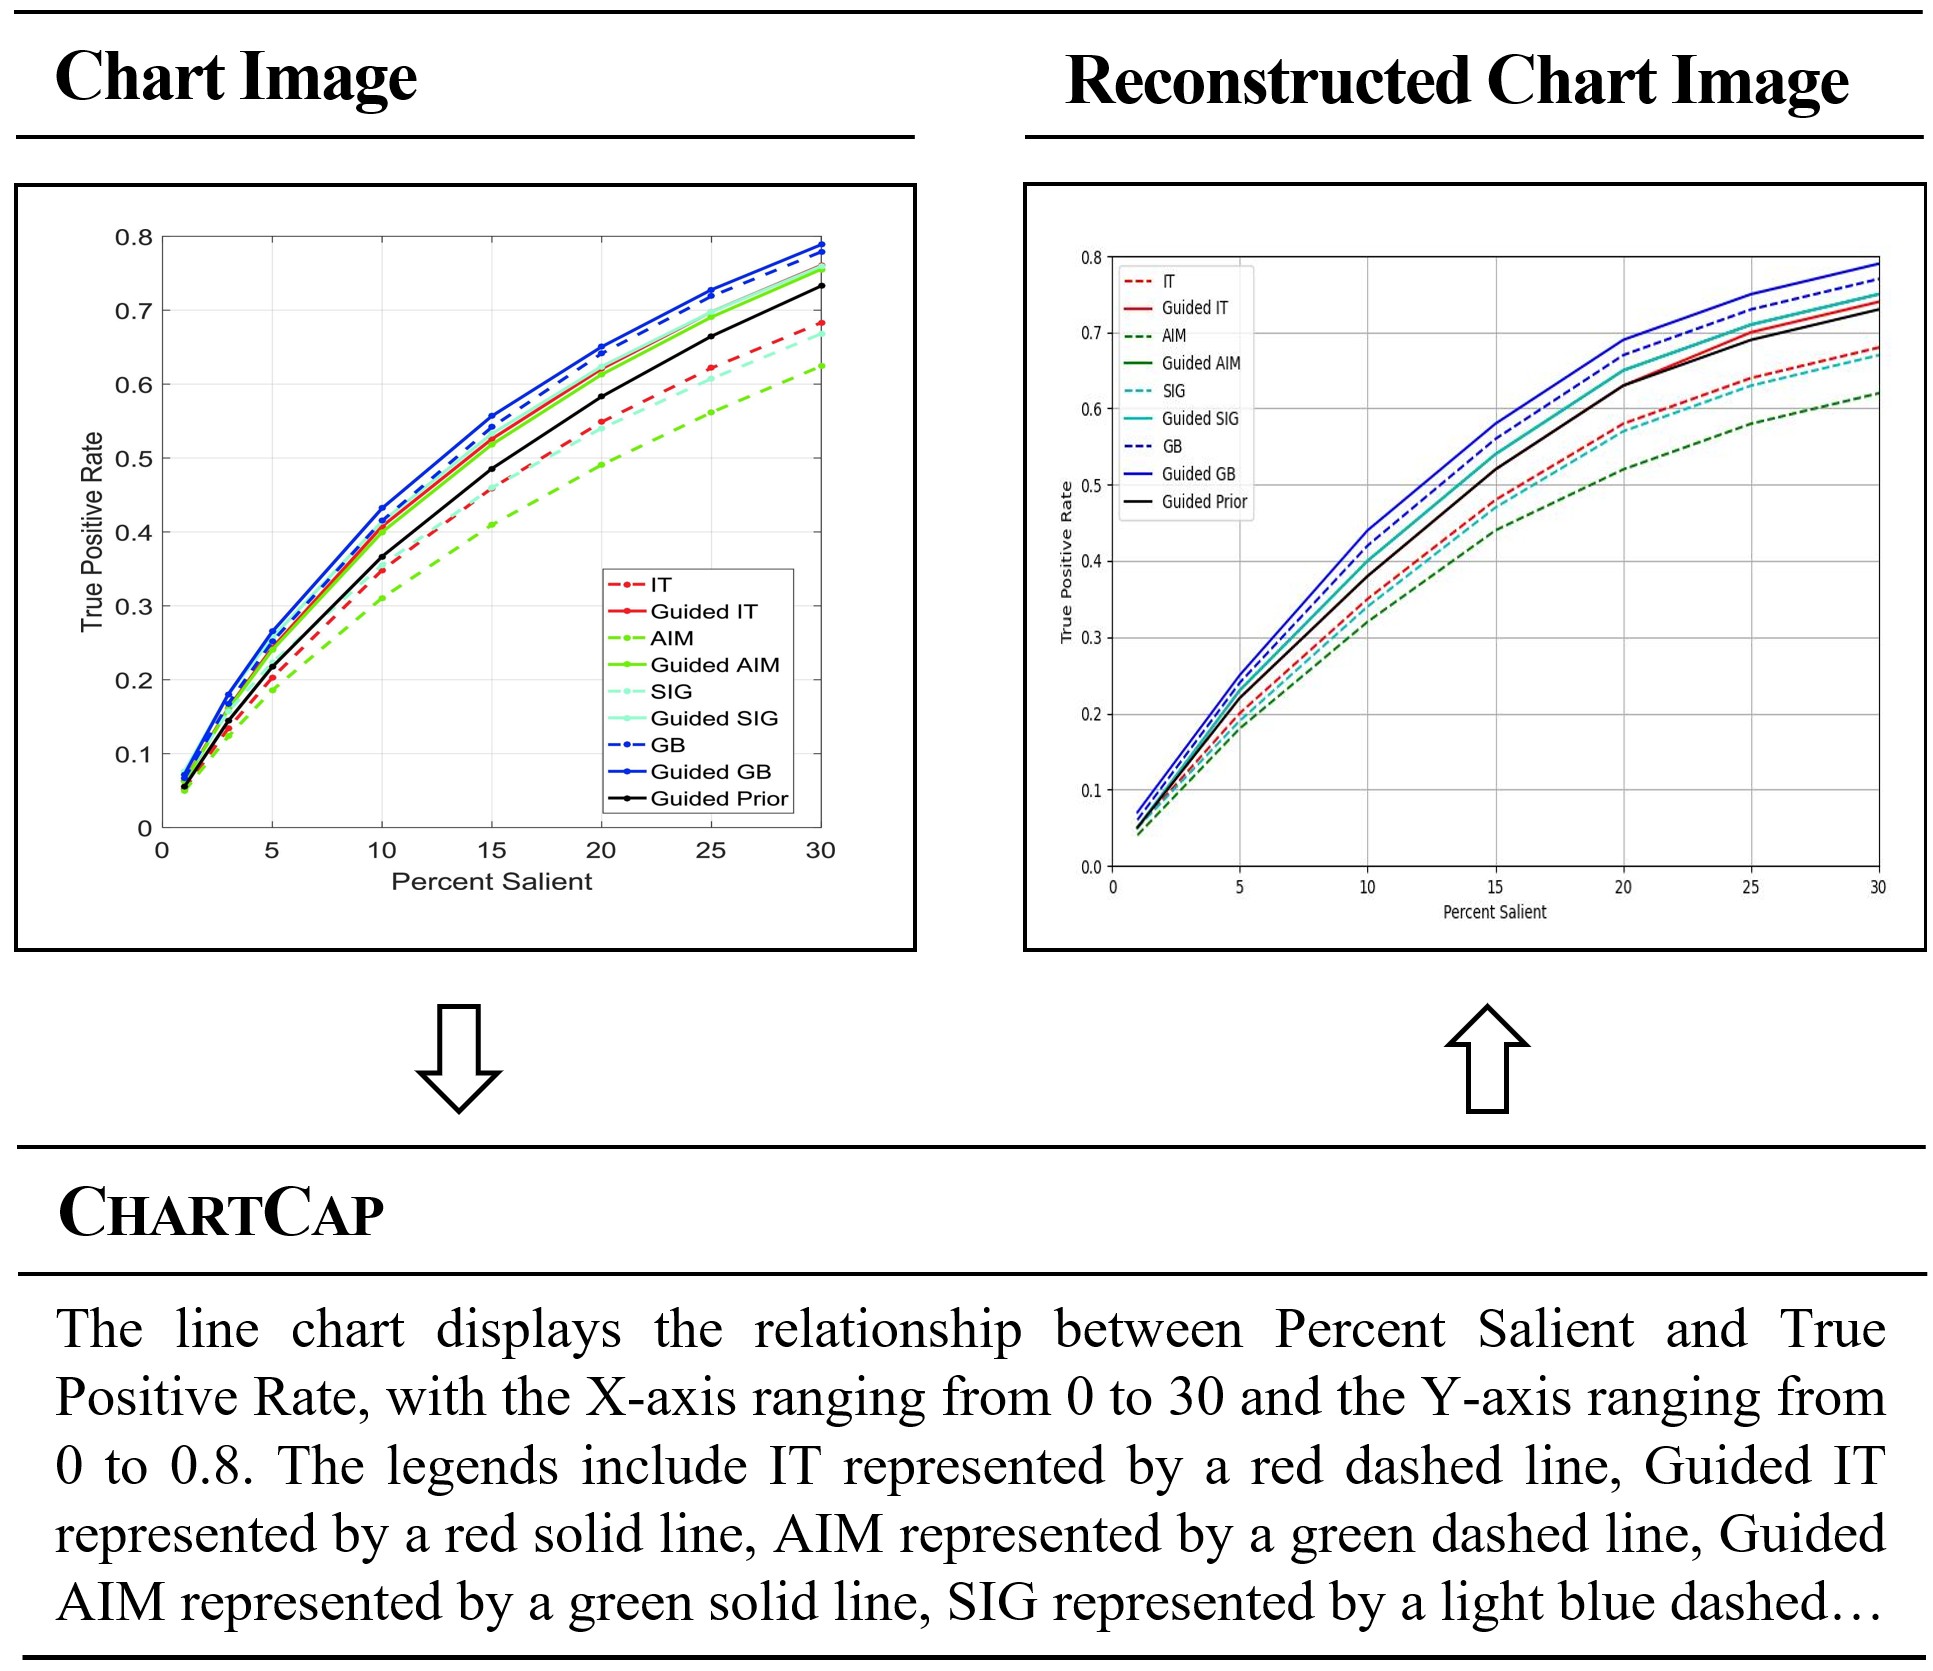 Chart Image
Reconstructed Chart Image
0.8
0.7
0.6
0.5
0.4
0.3
0.2
0.1
0
True Positive Rate
IT
Guided IT
AIM
Guided AIM
SIG
Guided SIG
GB
Guided GB
Guided Prior
0 5 10 15 20 25 30
Percent Salient
0.8
0.7
0.6
0.5
0.4
0.3
0.2
0.1
0.0
True Positive Rate
IT
Guided IT
AIM
Guided AIM
SIG
Guided SIG
GB
Guided GB
Guided Prior
0 5 10 15 20 25 30
Percent Salient
CHARTCAP
The line chart displays the relationship between Percent Salient and True
Positive Rate, with the X-axis ranging from 0 to 30 and the Y-axis ranging from
0 to 0.8. The legends include IT represented by a red dashed line, Guided IT
represented by a red solid line, AIM represented by a green dashed line, Guided
AIM represented by a green solid line, SIG represented by a light blue dashed…